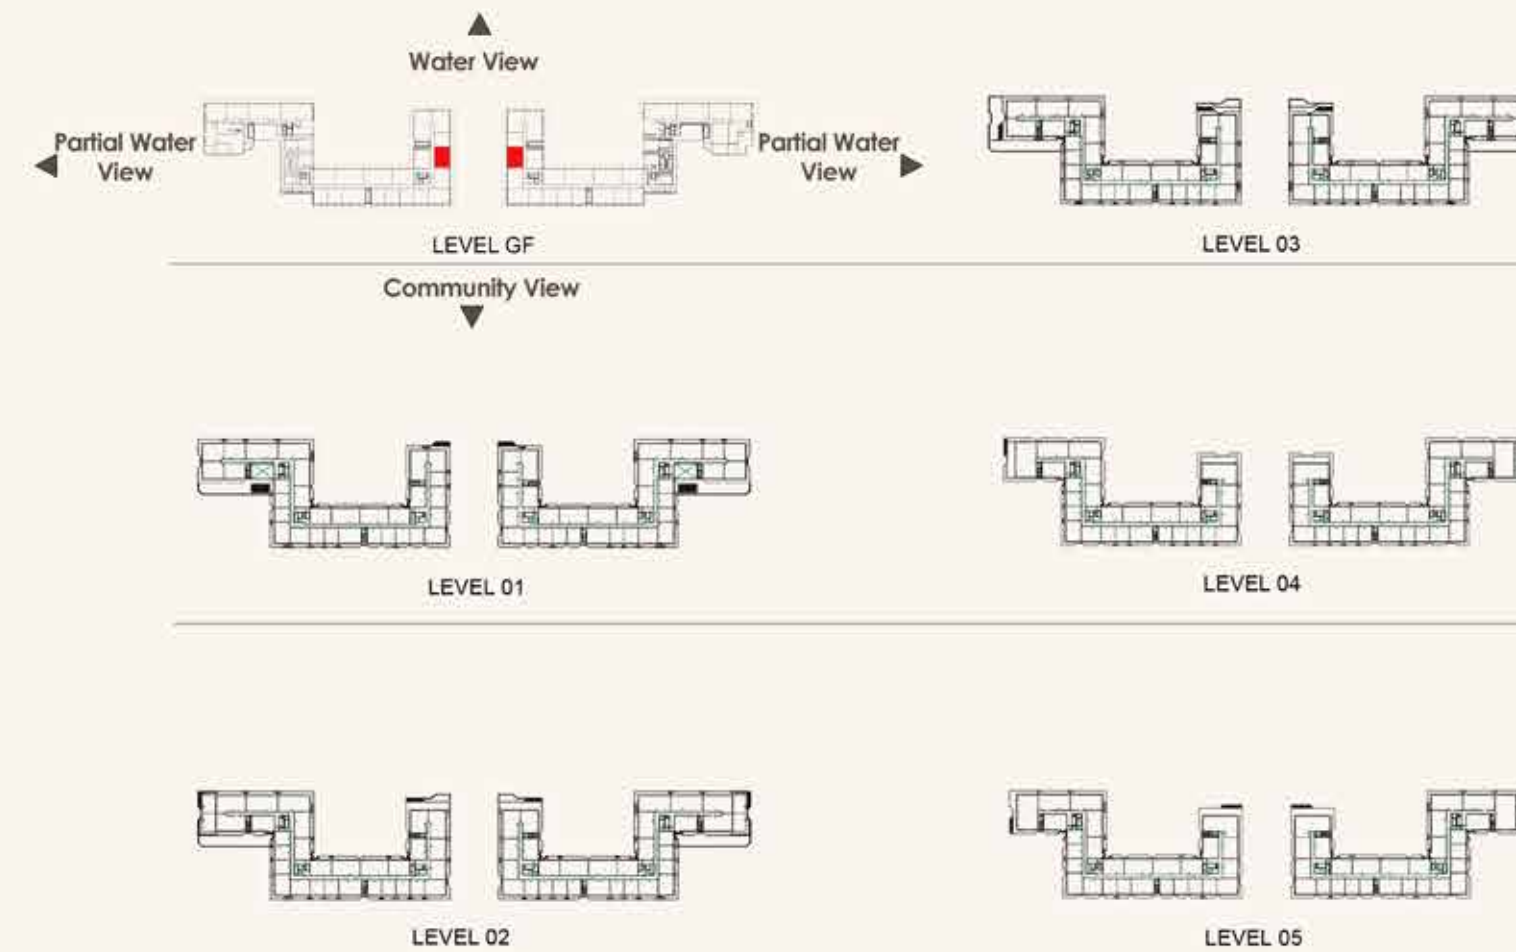 Water View
Partial Water
View
Partial Water
View
LEVEL GF
LEVEL 03
Community View
LEVEL 01
LEVEL 04
LEVEL 02
LEVEL 05